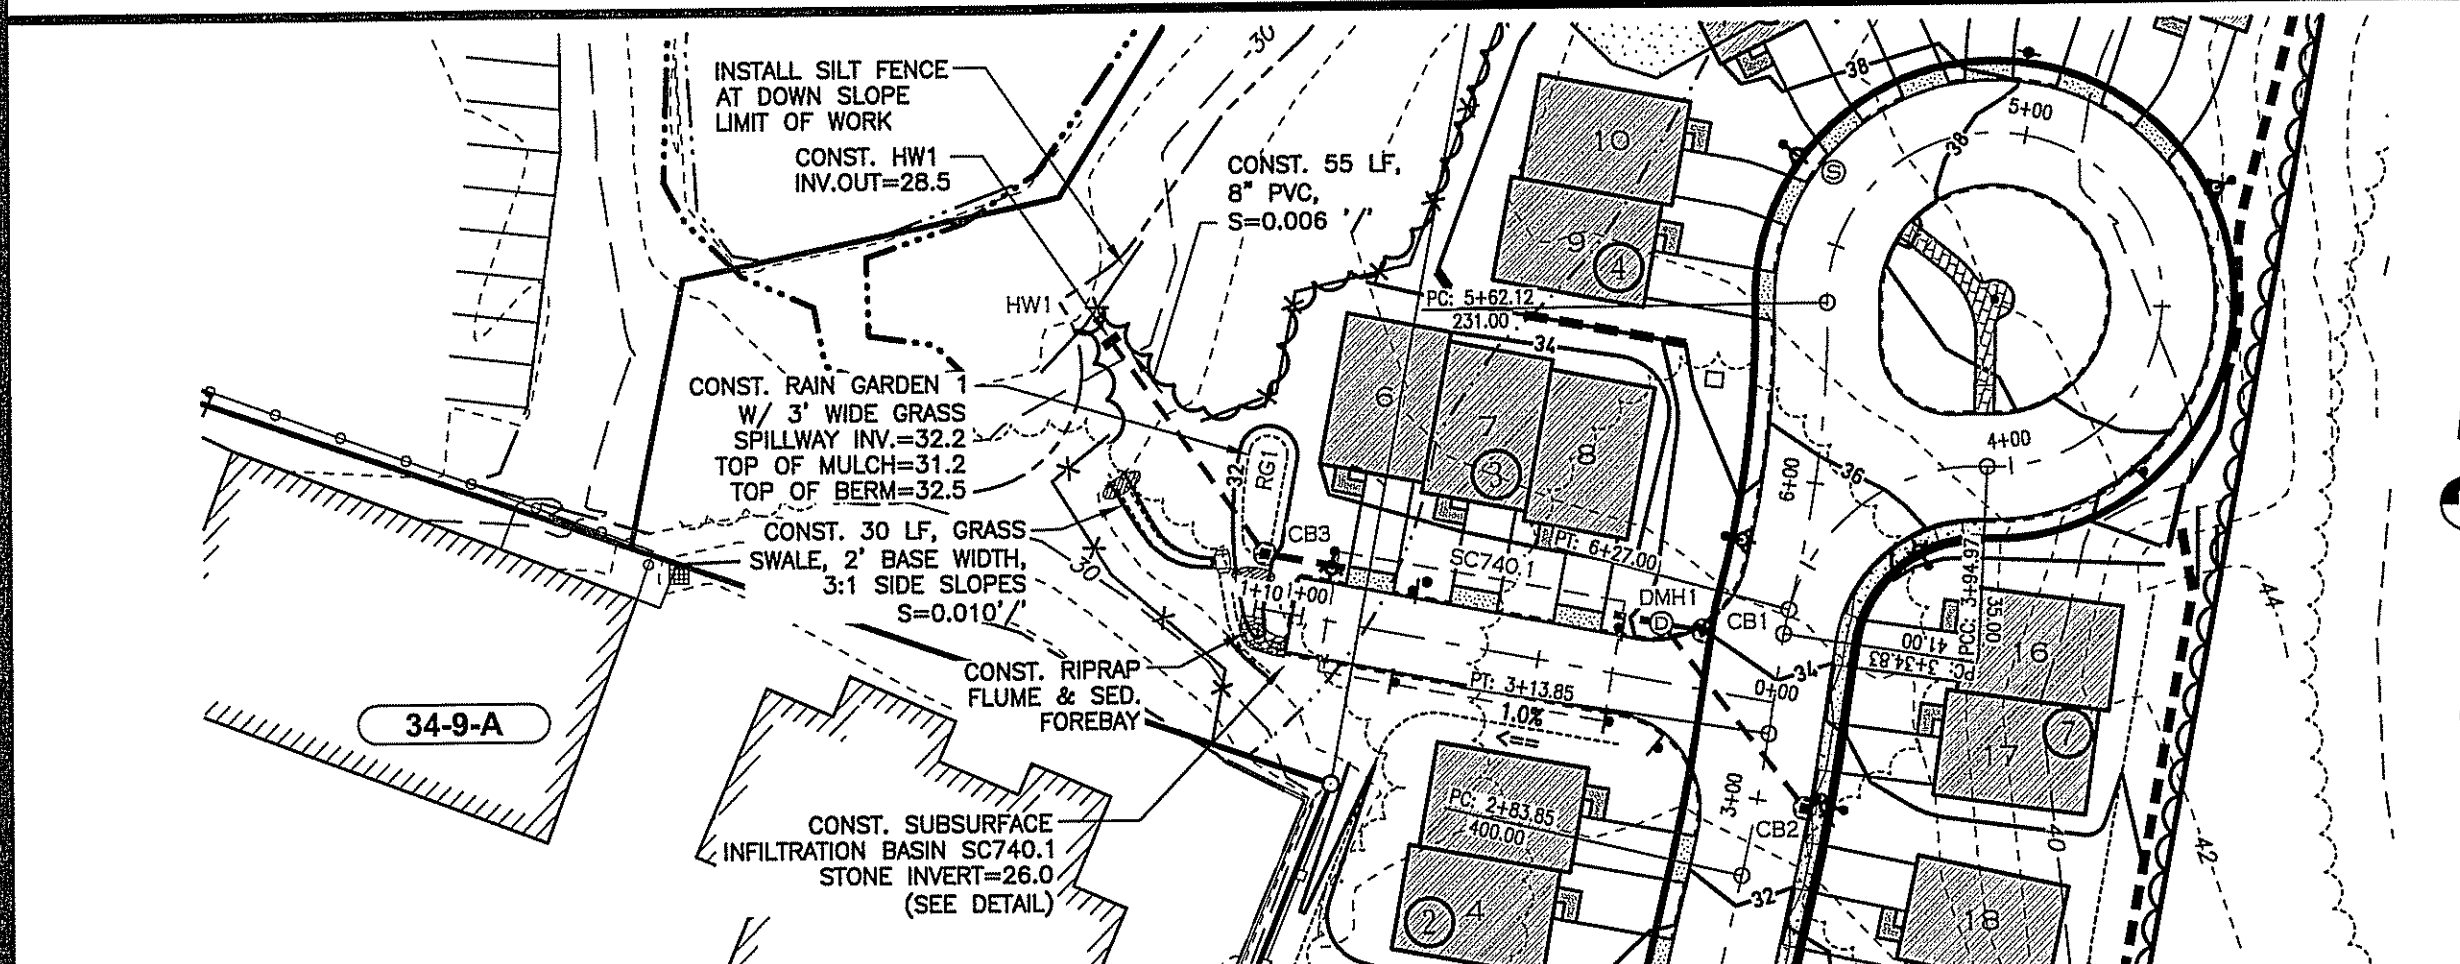 INSTALL SILT FENCE
AT DOWN SLOPE
LIMIT OF WORK
CONST. HW1
INV.OUT=28.5
CONST. 55 LF,
8" PVC,
S=0.006 '/'
30
38
5+00
38
S
10
9
4
HW1
PC: 5+62.12
231.00
34
CONST. RAIN GARDEN 1
W/ 3' WIDE GRASS
SPILLWAY INV.=32.2
TOP OF MULCH=31.2
TOP OF BERM=32.5
6
7
8
3
32
RG1
4+00
6+00
36
CONST. 30 LF, GRASS
SWALE, 2' BASE WIDTH,
3:1 SIDE SLOPES
S=0.010'/'
30
CB3
SC740.1
PT: 6+27.00
1+10
1+00
DMH1
D
CB1
PCC: 3+94.97
35.00
41.00
PC: 3+34.83
44
16
34
0+00
CONST. RIPRAP
FLUME & SED.
FOREBAY
PT: 3+13.85
1.0%
<==
34-9-A
17
7
3+00
CB2
PC: 2+83.85
400.00
40
42
CONST. SUBSURFACE
INFILTRATION BASIN SC740.1
STONE INVERT=26.0
(SEE DETAIL)
2
4
32
18